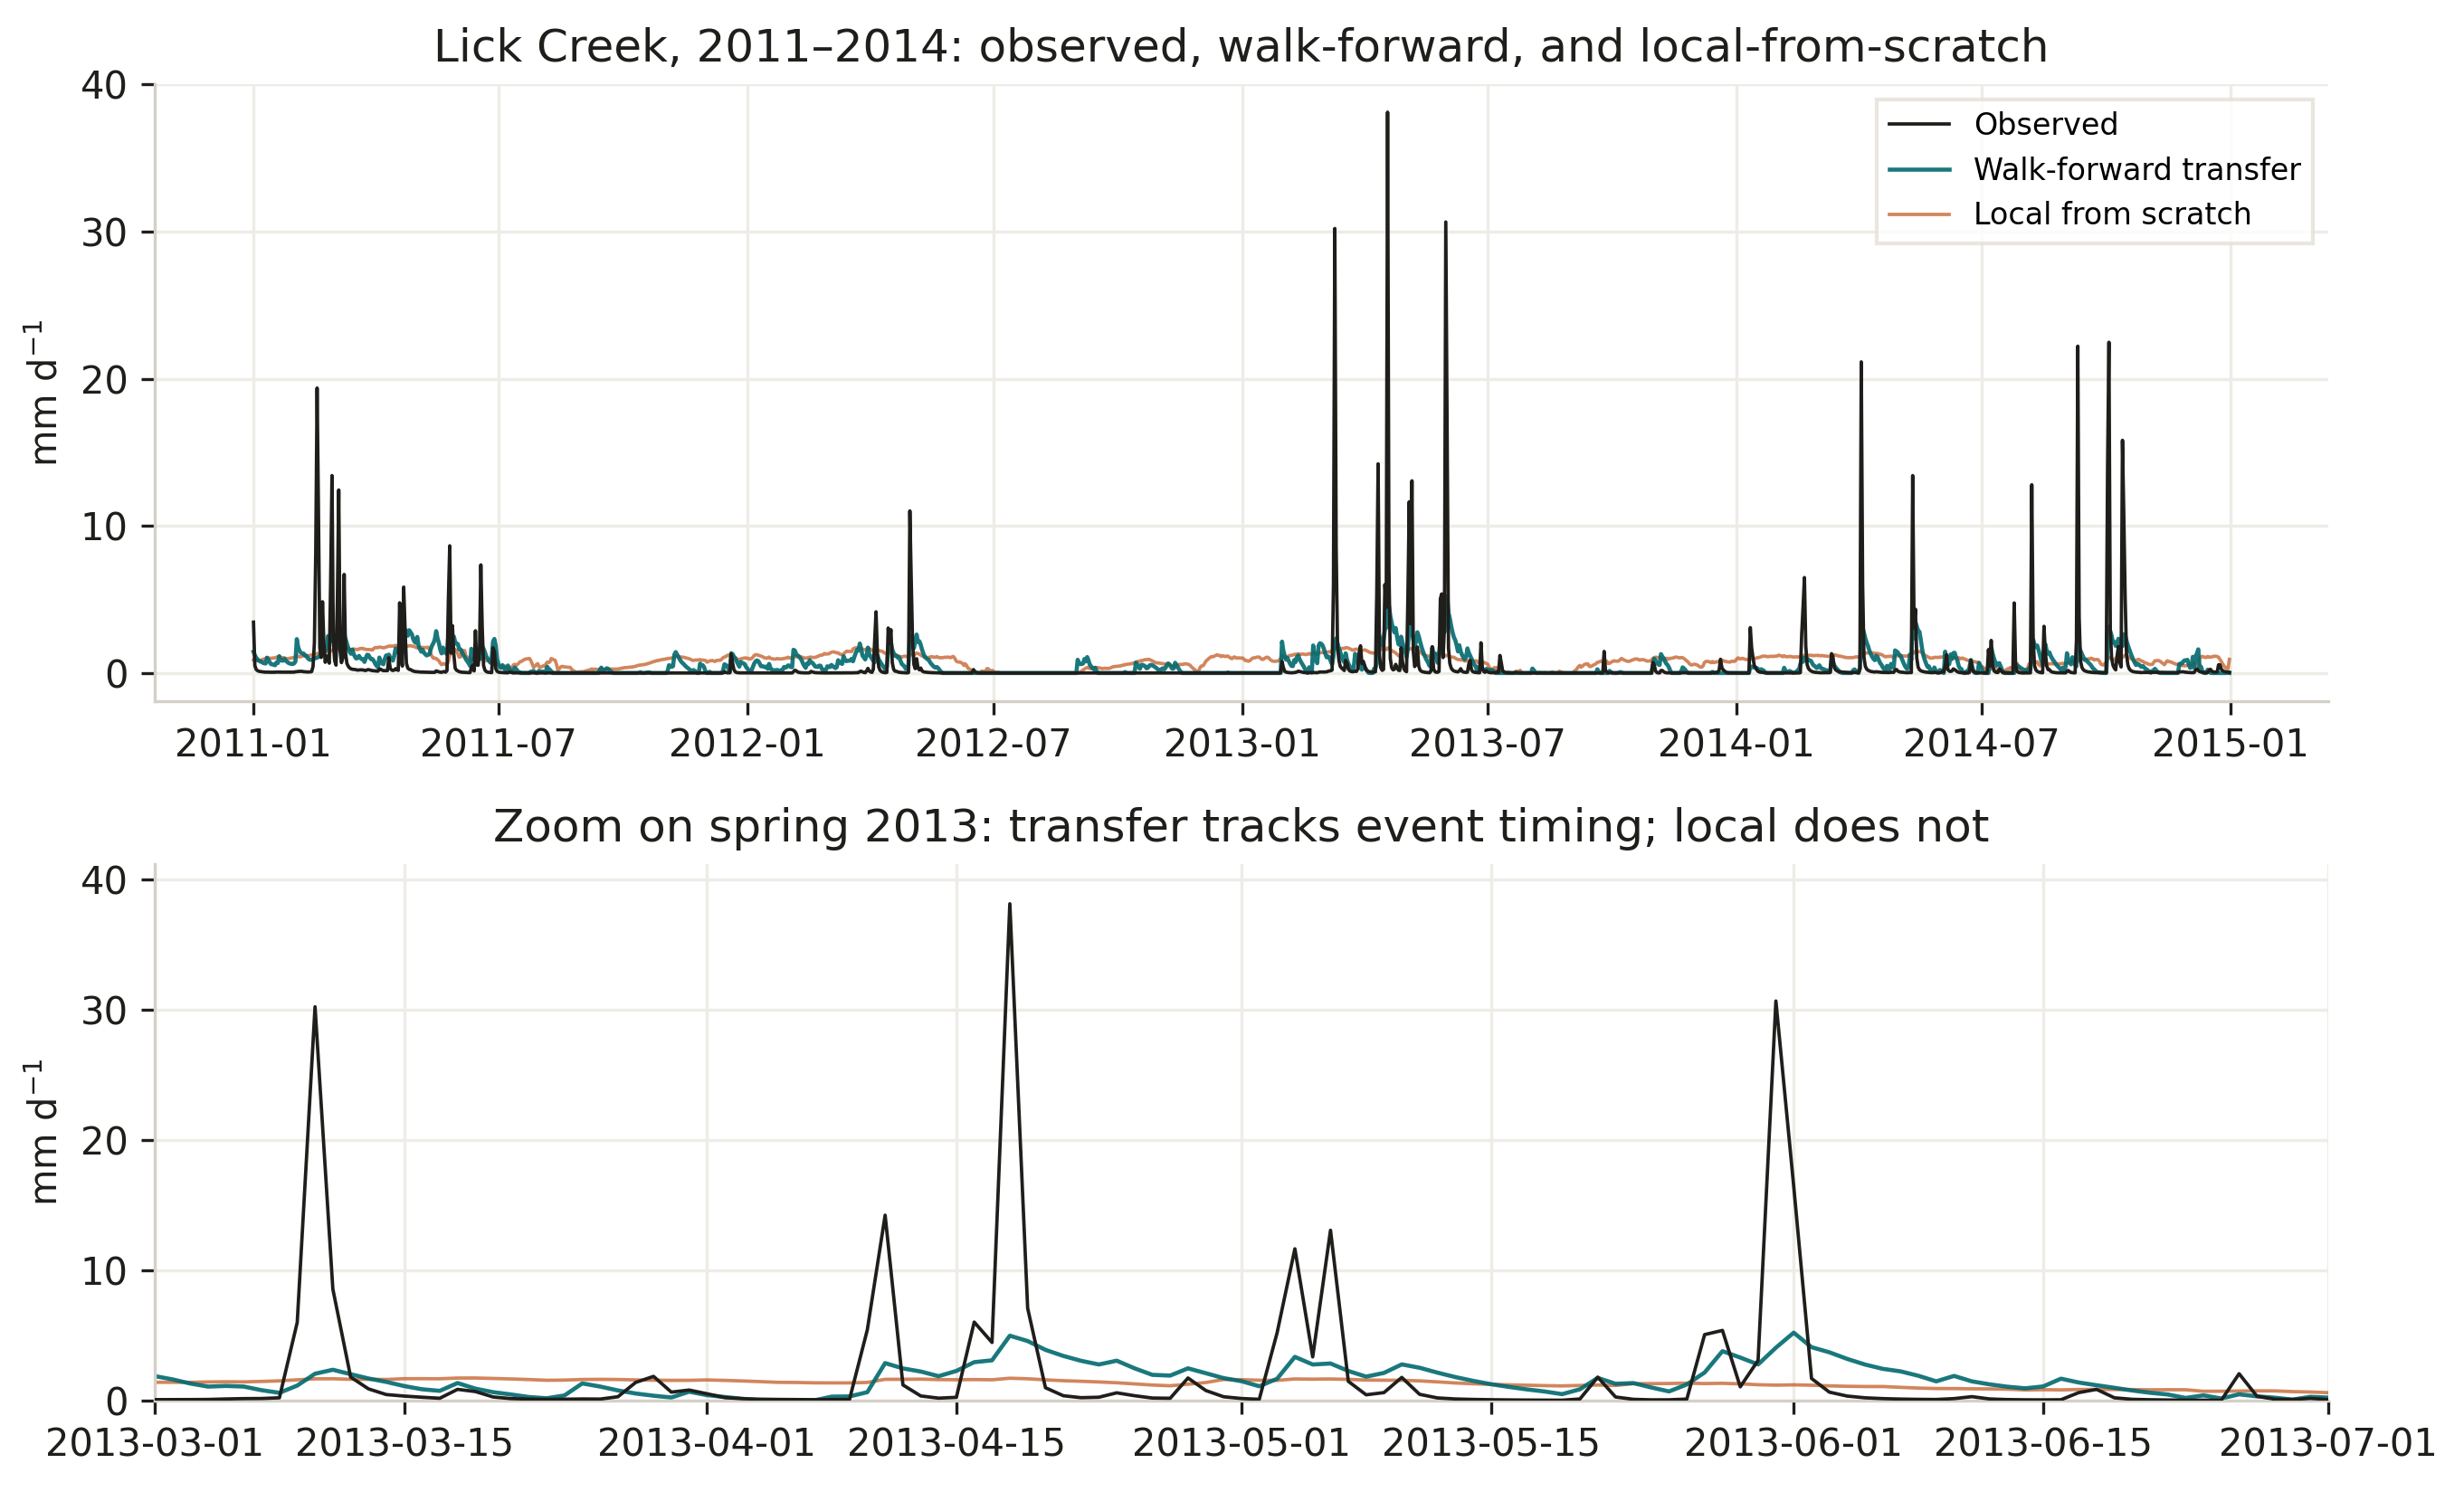 Lick Creek, 2011–2014: observed, walk-forward, and local-from-scratch
40
30
20
10
0
mm d⁻¹
Observed
Walk-forward transfer
Local from scratch
2011-01 2011-07 2012-01 2012-07 2013-01 2013-07 2014-01 2014-07 2015-01
Zoom on spring 2013: transfer tracks event timing; local does not
40
30
20
10
0
mm d⁻¹
2013-03-01 2013-03-15 2013-04-01 2013-04-15 2013-05-01 2013-05-15 2013-06-01 2013-06-15 2013-07-01